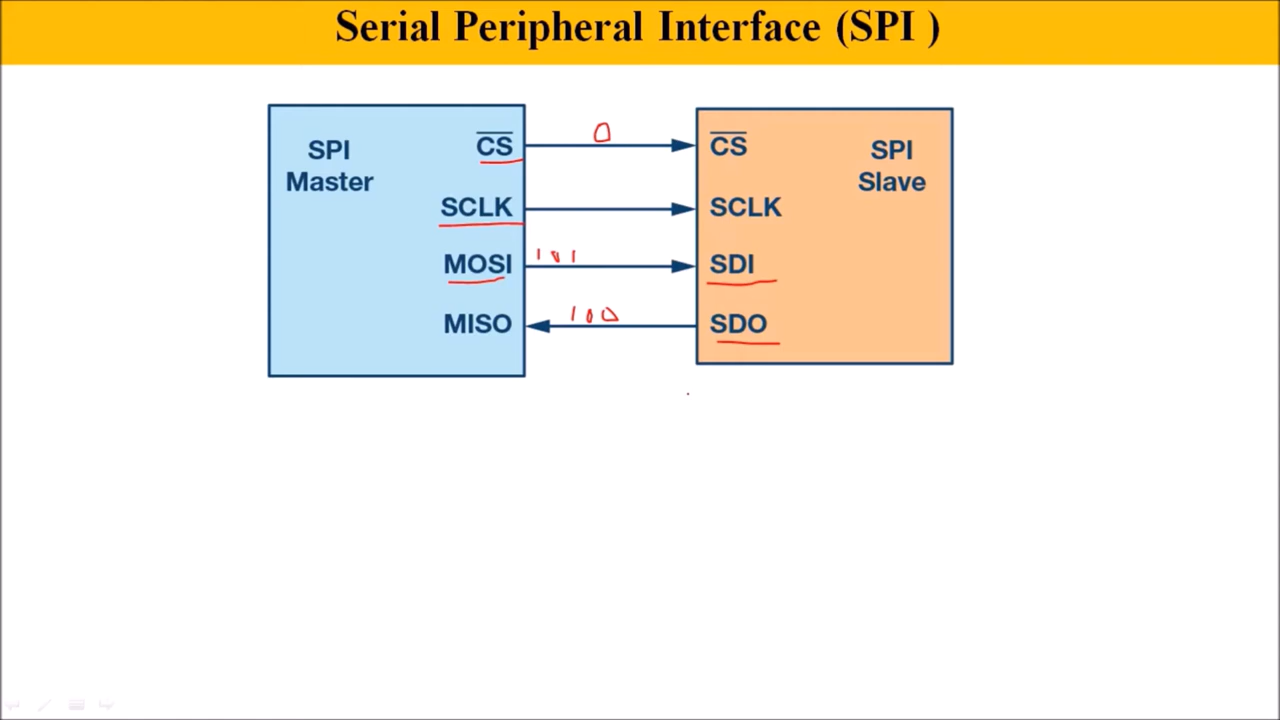 Serial Peripheral Interface (SPI )
SPI
Master
CS
SCLK
MOSI
MISO
0
101
100
CS
SCLK
SDI
SDO
SPI
Slave